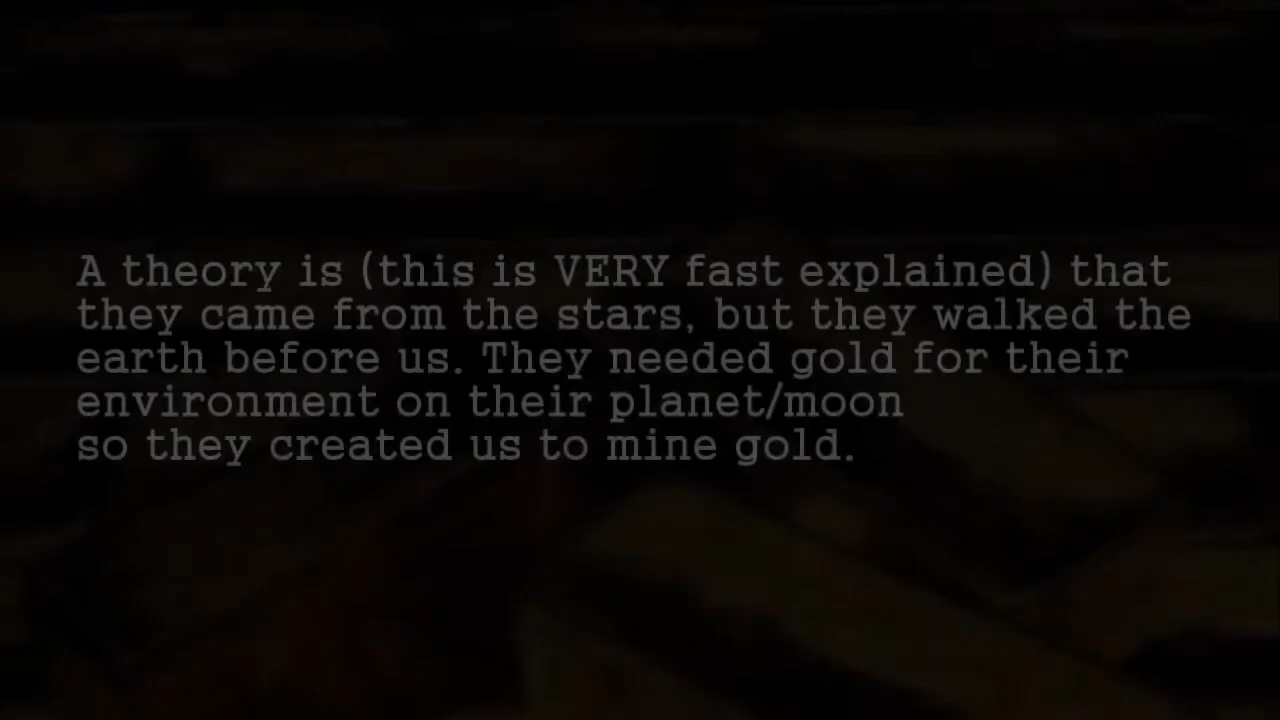 A theory is (this is VERY fast explained) that
they came from the stars, but they walked the
earth before us. They needed gold for their
environment on their planet/moon
so they created us to mine gold.